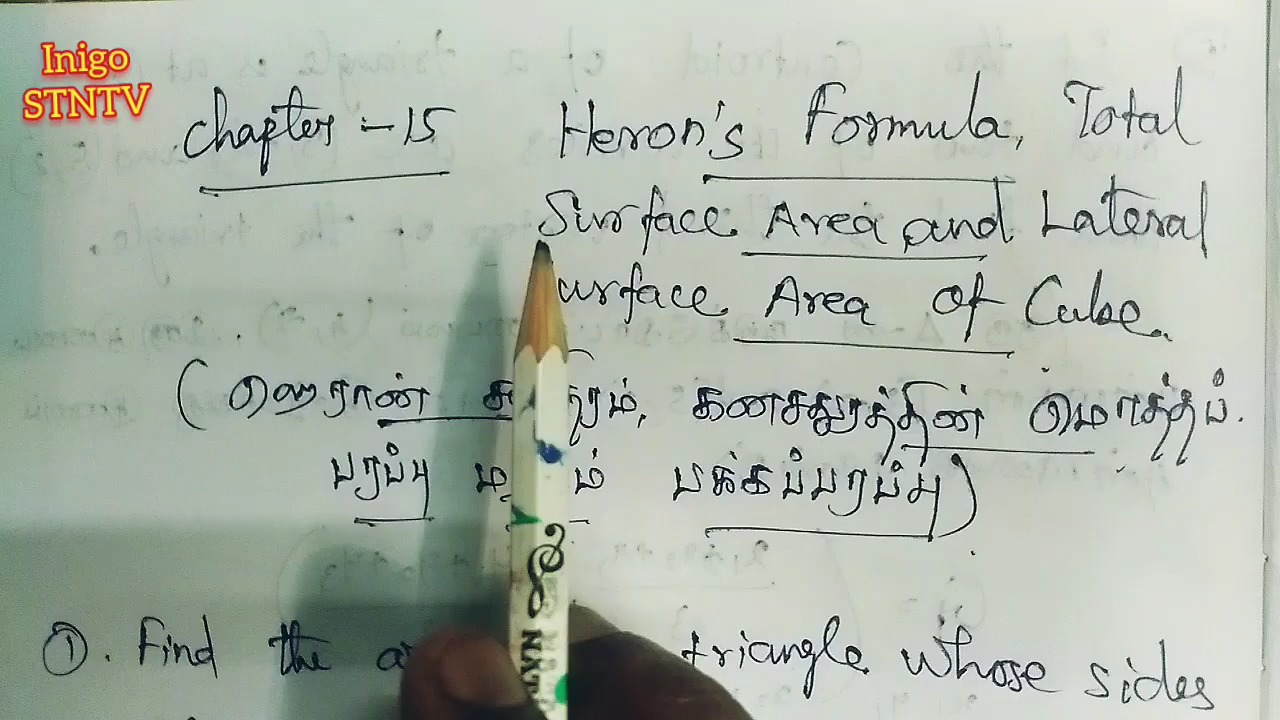 Inigo
STNTV
Chapter - 15 Heron's Formula, Total
Surface Area and Lateral
urface Area of Cube.
(ஹெரான் சூ ரம், கனசதுரத்தின் மொத்தப்
பரப்பு ம ம் பக்கப்பரப்பு)
①. Find the a triangle whose sides